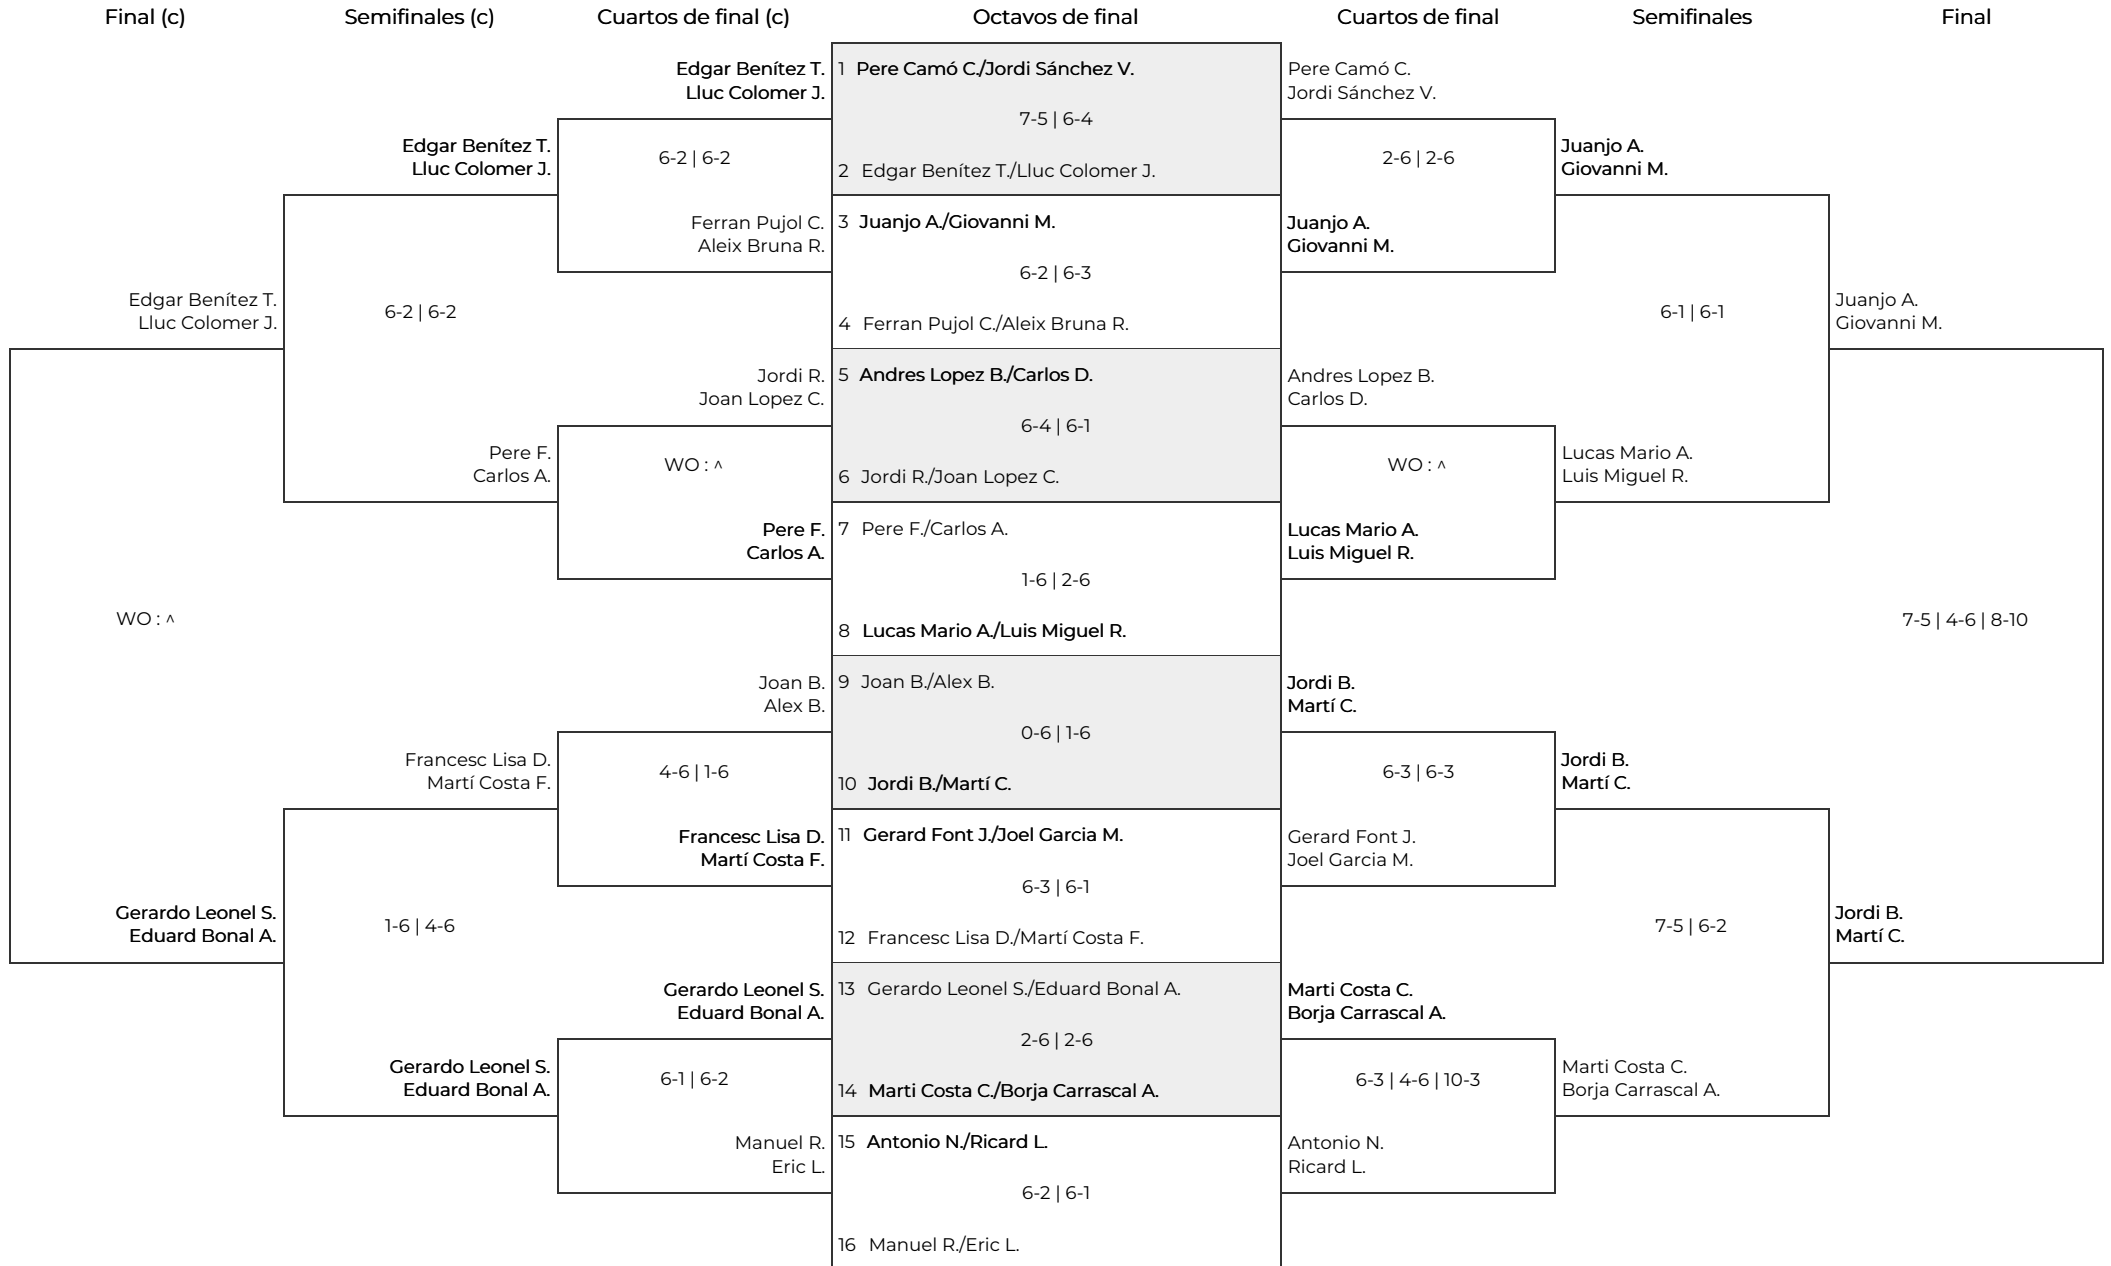 Final (c)
Semifinales (c)
Cuartos de final (c)
Octavos de final
Cuartos de final
Semifinales
Final
Edgar Benítez T.
Lluc Colomer J.
WO : ^
Gerardo Leonel S.
Eduard Bonal A.
Edgar Benítez T.
Lluc Colomer J.
6-2 | 6-2
Pere F.
Carlos A.
Francesc Lisa D.
Martí Costa F.
1-6 | 4-6
Gerardo Leonel S.
Eduard Bonal A.
Edgar Benítez T.
Lluc Colomer J.
6-2 | 6-2
Ferran Pujol C.
Aleix Bruna R.
Jordi R.
Joan Lopez C.
WO : ^
Pere F.
Carlos A.
Joan B.
Alex B.
4-6 | 1-6
Francesc Lisa D.
Martí Costa F.
Gerardo Leonel S.
Eduard Bonal A.
6-1 | 6-2
Manuel R.
Eric L.
1 Pere Camó C./Jordi Sánchez V.
7-5 | 6-4
2 Edgar Benítez T./Lluc Colomer J.
3 Juanjo A./Giovanni M.
6-2 | 6-3
4 Ferran Pujol C./Aleix Bruna R.
5 Andres Lopez B./Carlos D.
6-4 | 6-1
6 Jordi R./Joan Lopez C.
7 Pere F./Carlos A.
1-6 | 2-6
8 Lucas Mario A./Luis Miguel R.
9 Joan B./Alex B.
0-6 | 1-6
10 Jordi B./Martí C.
11 Gerard Font J./Joel Garcia M.
6-3 | 6-1
12 Francesc Lisa D./Martí Costa F.
13 Gerardo Leonel S./Eduard Bonal A.
2-6 | 2-6
14 Marti Costa C./Borja Carrascal A.
15 Antonio N./Ricard L.
6-2 | 6-1
16 Manuel R./Eric L.
Pere Camó C.
Jordi Sánchez V.
2-6 | 2-6
Juanjo A.
Giovanni M.
Andres Lopez B.
Carlos D.
WO : ^
Lucas Mario A.
Luis Miguel R.
Jordi B.
Martí C.
6-3 | 6-3
Gerard Font J.
Joel Garcia M.
Marti Costa C.
Borja Carrascal A.
6-3 | 4-6 | 10-3
Antonio N.
Ricard L.
Juanjo A.
Giovanni M.
6-1 | 6-1
Lucas Mario A.
Luis Miguel R.
Jordi B.
Martí C.
7-5 | 6-2
Marti Costa C.
Borja Carrascal A.
Juanjo A.
Giovanni M.
7-5 | 4-6 | 8-10
Jordi B.
Martí C.